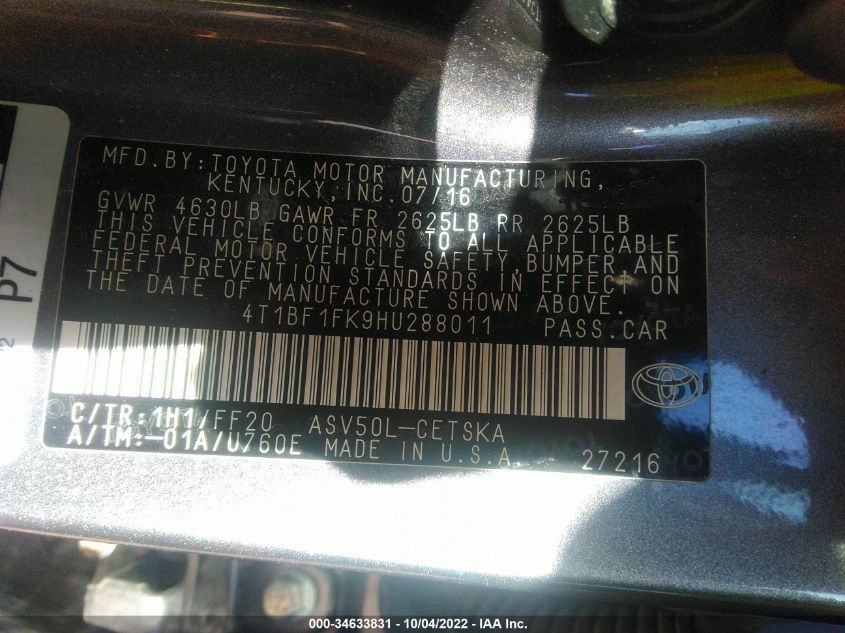 MFD.BY:TOYOTA MOTOR MANUFACTURING,
KENTUCKY,INC.07/16
GVWR 4630LB GAWR FR 2625LB RR 2625LB
THIS VEHICLE CONFORMS TO ALL APPLICABLE
FEDERAL MOTOR VEHICLE SAFETY,BUMPER,AND
THEFT PREVENTION STANDARDS IN EFFECT ON
THE DATE OF MANUFACTURE SHOWN ABOVE.
4T1BF1FK9HU288011 PASS.CAR
C/TR:1H1/FF20 ASV50L-CETSKA
A/TM:-01A/U760E MADE IN U.S.A. 27216
P7
2
000-34633831 - 10/04/2022 - IAA Inc.